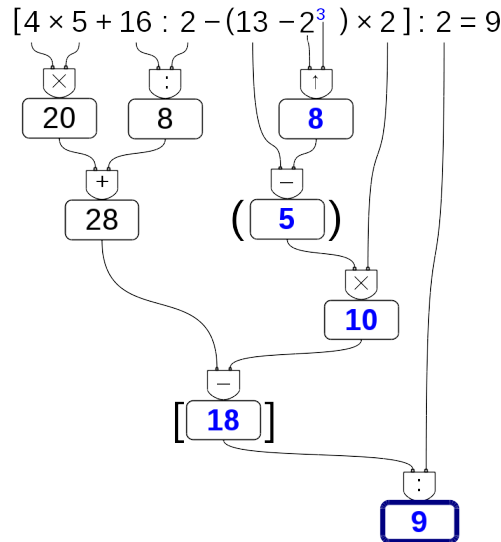 [4 × 5 + 16 : 2 − (13 − 2³ ) × 2 ] : 2 = 9
× : ↑
20 8 8
+ −
28 ( 5 )
×
10
−
[ 18 ]
:
9